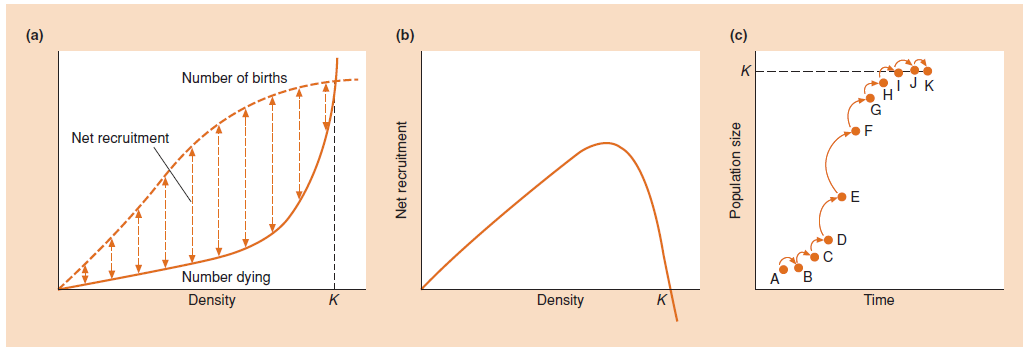 (a)
Number of births
Net recruitment
Number dying
Density
K
(b)
Net recruitment
Density
K
(c)
K
Population size
A
B
C
D
E
F
G
H
I
J
K
Time